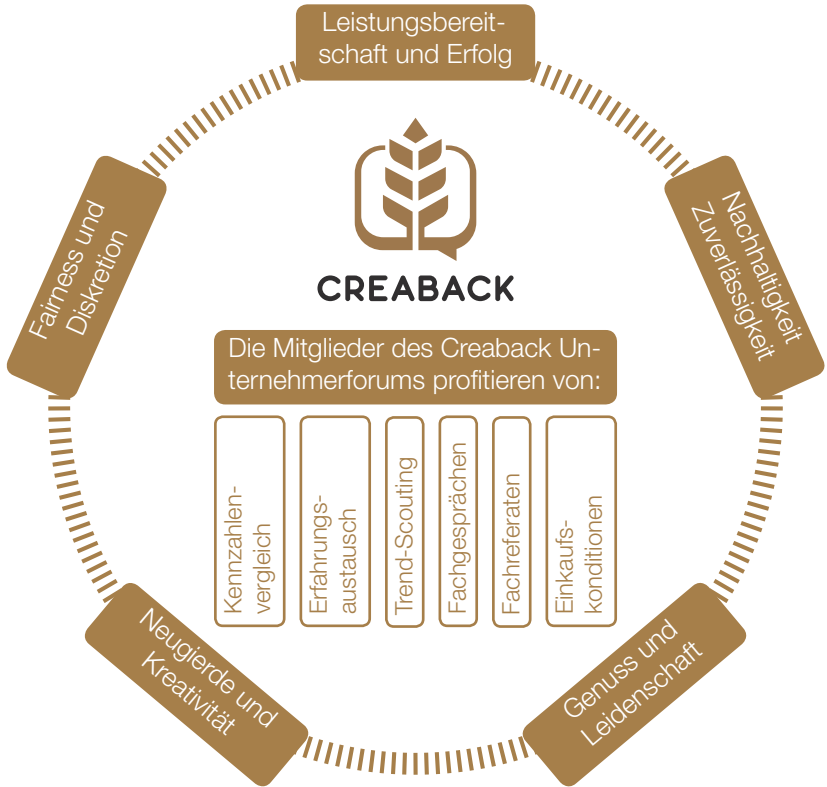 Leistungsbereit-
schaft und Erfolg
Fairness und
Diskretion
Nachhaltigkeit
Zuverlässigkeit
CREABACK
Die Mitglieder des Creaback Un-
ternehmerforums profitieren von:
Kennzahlen-
vergleich
Erfahrungs-
austausch
Trend-Scouting
Fachgesprächen
Fachreferaten
Einkaufs-
konditionen
Neugierde und
Kreativität
Genuss und
Leidenschaft